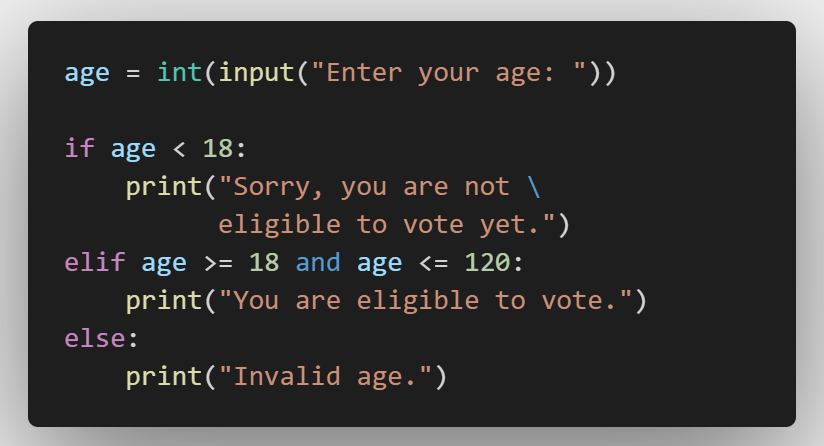 age = int(input("Enter your age: "))

if age < 18:
    print("Sorry, you are not \
          eligible to vote yet.")
elif age >= 18 and age <= 120:
    print("You are eligible to vote.")
else:
    print("Invalid age.")